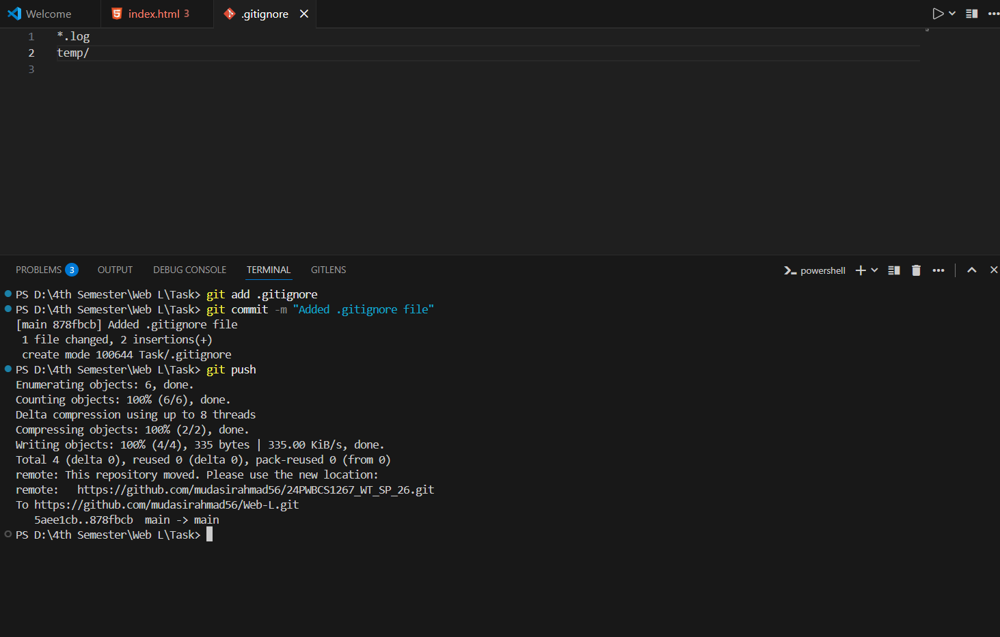 Welcome index.html 3 .gitignore
1 *.log
2 temp/
3
PROBLEMS 3 OUTPUT DEBUG CONSOLE TERMINAL GITLENS powershell
PS D:\4th Semester\Web L\Task> git add .gitignore
PS D:\4th Semester\Web L\Task> git commit -m "Added .gitignore file"
[main 878fbcb] Added .gitignore file
 1 file changed, 2 insertions(+)
 create mode 100644 Task/.gitignore
PS D:\4th Semester\Web L\Task> git push
Enumerating objects: 6, done.
Counting objects: 100% (6/6), done.
Delta compression using up to 8 threads
Compressing objects: 100% (2/2), done.
Writing objects: 100% (4/4), 335 bytes | 335.00 KiB/s, done.
Total 4 (delta 0), reused 0 (delta 0), pack-reused 0 (from 0)
remote: This repository moved. Please use the new location:
remote:   https://github.com/mudasirahmad56/24PWBCS1267_WT_SP_26.git
To https://github.com/mudasirahmad56/Web-L.git
   5aee1cb..878fbcb  main -> main
PS D:\4th Semester\Web L\Task>